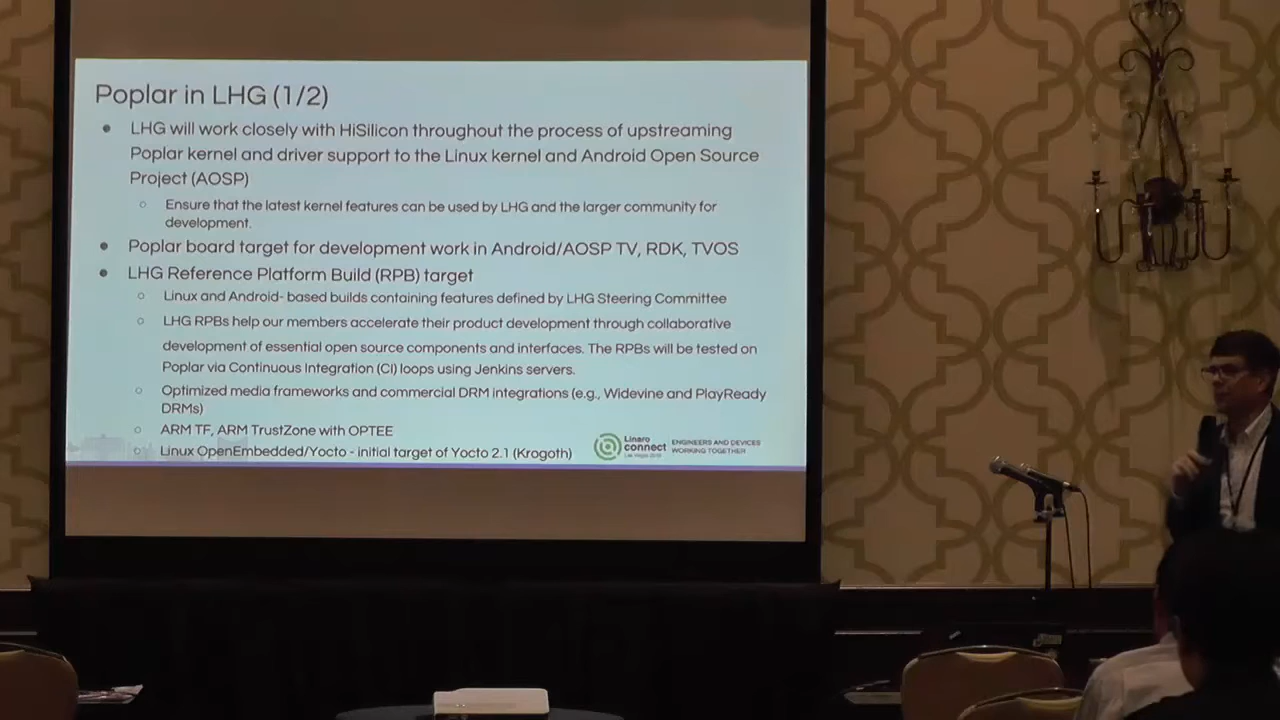 Poplar in LHG (1/2)
● LHG will work closely with HiSilicon throughout the process of upstreaming
Poplar kernel and driver support to the Linux kernel and Android Open Source
Project (AOSP)
○ Ensure that the latest kernel features can be used by LHG and the larger community for
development.
● Poplar board target for development work in Android/AOSP TV, RDK, TVOS
● LHG Reference Platform Build (RPB) target
○ Linux and Android- based builds containing features defined by LHG Steering Committee
○ LHG RPBs help our members accelerate their product development through collaborative
development of essential open source components and interfaces. The RPBs will be tested on
Poplar via Continuous Integration (CI) loops using Jenkins servers.
○ Optimized media frameworks and commercial DRM integrations (e.g., Widevine and PlayReady
DRMs)
○ ARM TF, ARM TrustZone with OPTEE
○ Linux OpenEmbedded/Yocto - initial target of Yocto 2.1 (Krogoth)
Linaro
connect
Las Vegas 2016
ENGINEERS AND DEVICES
WORKING TOGETHER